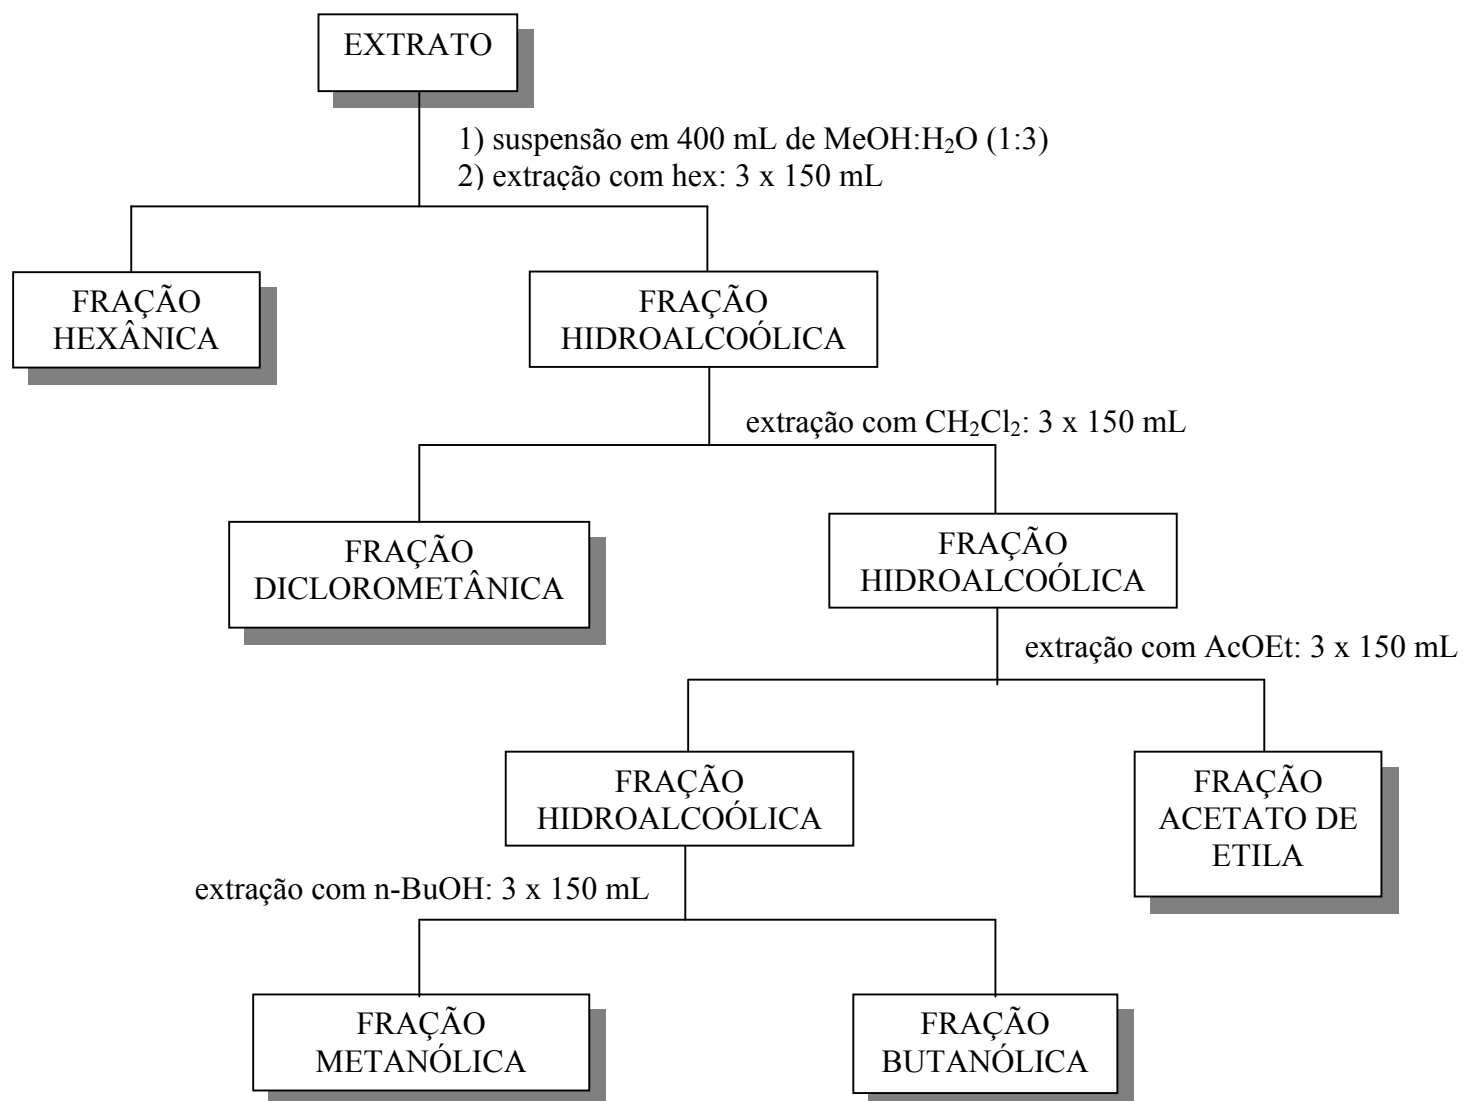 EXTRATO
1) suspensão em 400 mL de MeOH:H₂O (1:3)
2) extração com hex: 3 x 150 mL
FRAÇÃO
HEXÂNICA
FRAÇÃO
HIDROALCOÓLICA
extração com CH₂Cl₂: 3 x 150 mL
FRAÇÃO
DICLOROMETÂNICA
FRAÇÃO
HIDROALCOÓLICA
extração com AcOEt: 3 x 150 mL
FRAÇÃO
HIDROALCOÓLICA
FRAÇÃO
ACETATO DE
ETILA
extração com n-BuOH: 3 x 150 mL
FRAÇÃO
METANÓLICA
FRAÇÃO
BUTANÓLICA